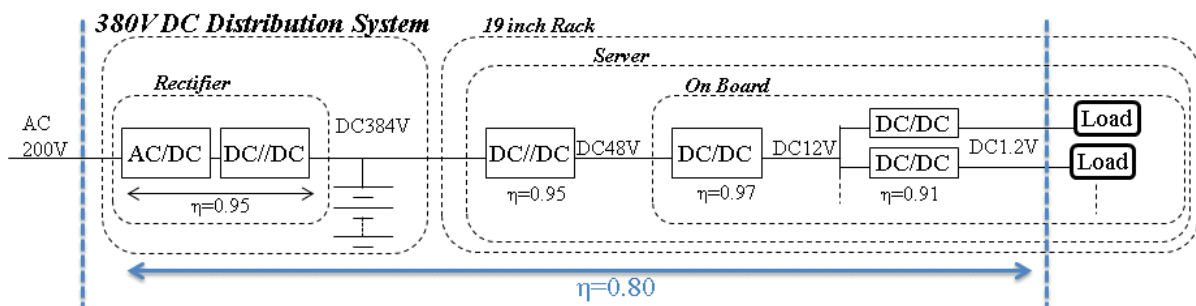 380V DC Distribution System
19 inch Rack
Server
Rectifier
On Board
AC
200V
AC/DC
DC//DC
DC384V
DC//DC
DC48V
DC/DC
DC12V
DC/DC
DC/DC
DC1.2V
Load
Load
η=0.95
η=0.95
η=0.97
η=0.91
η=0.80